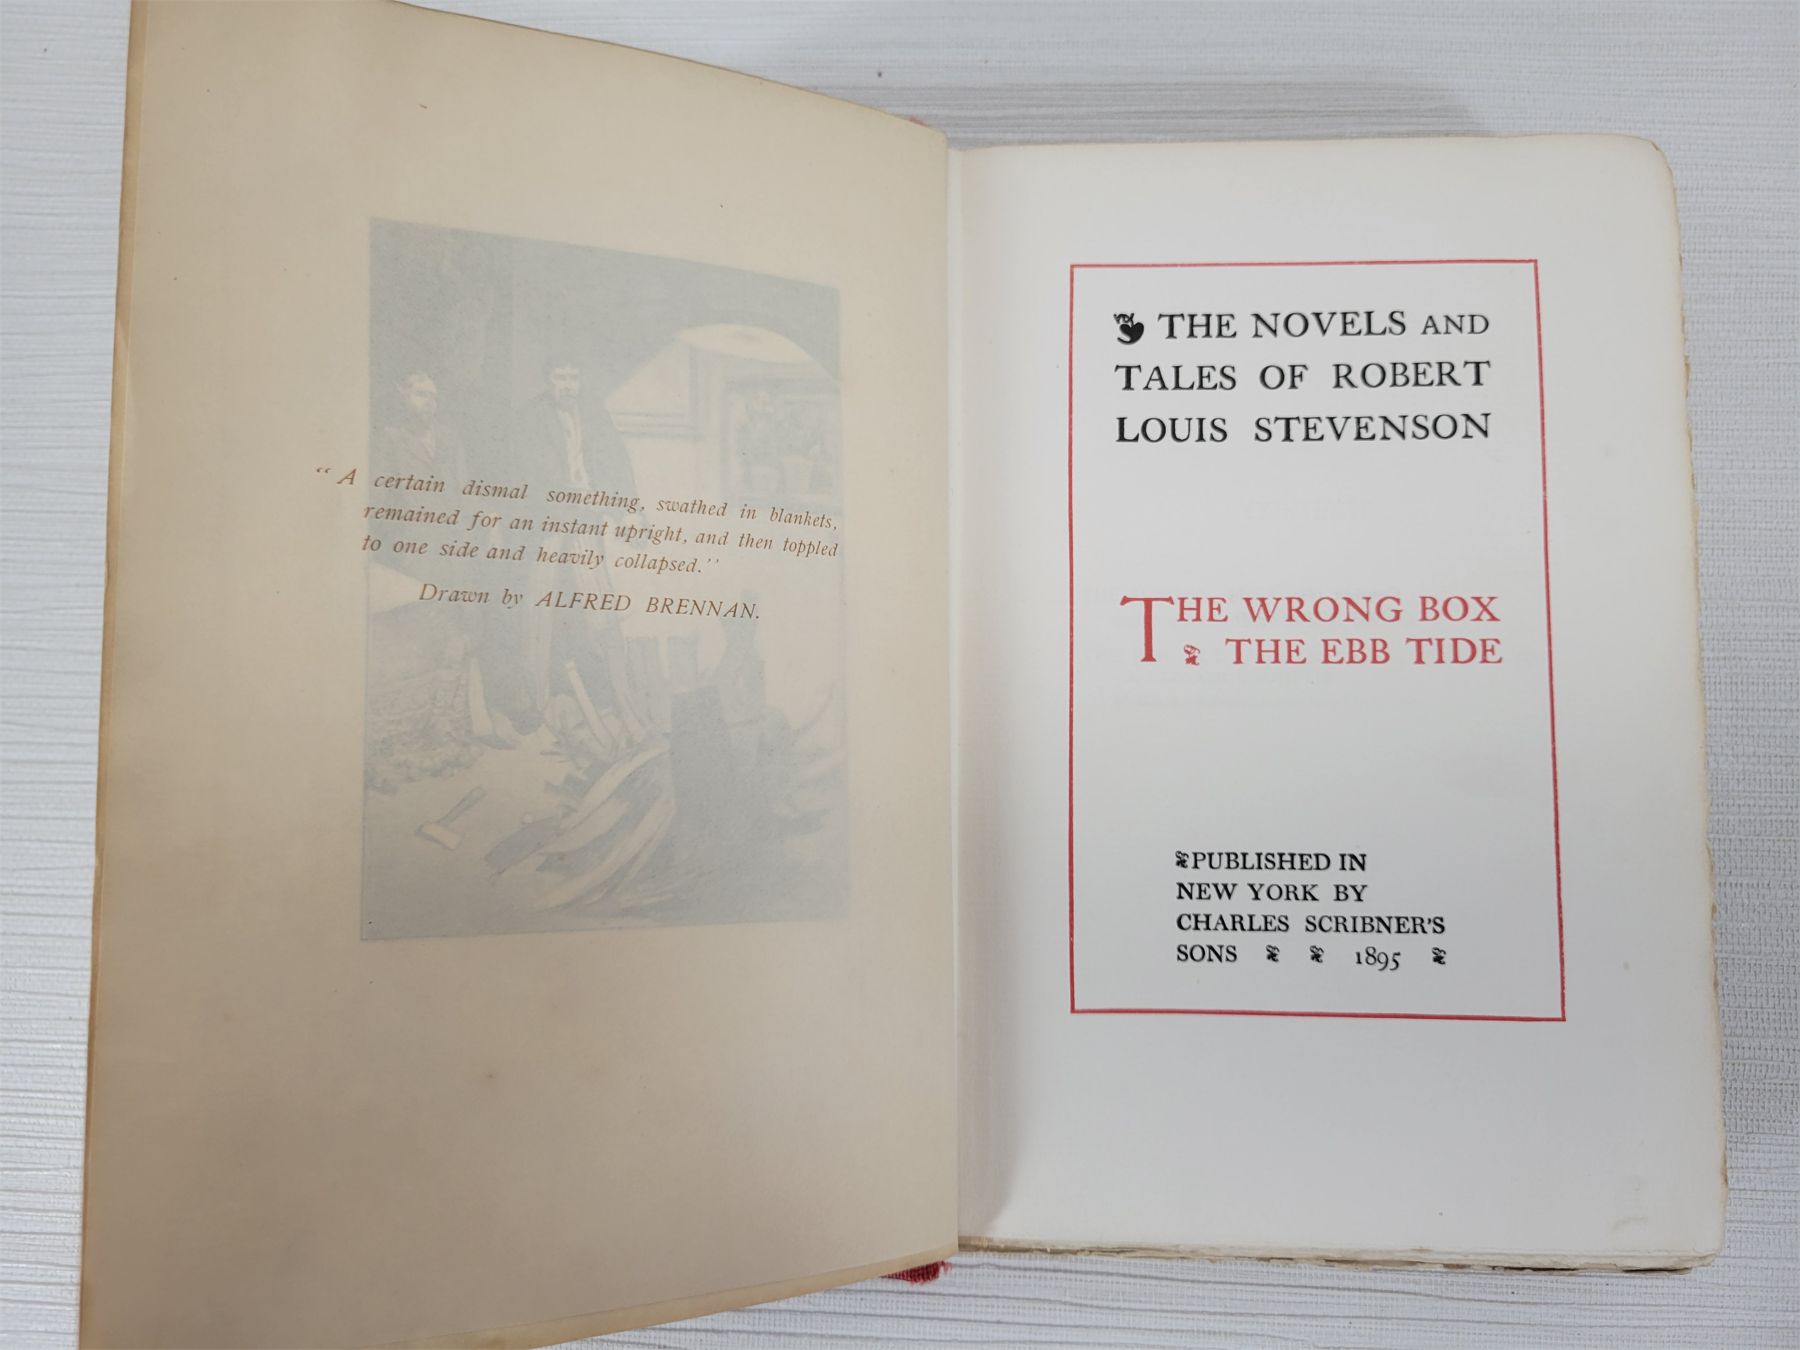 “A certain dismal something, swathed in blankets,
remained for an instant upright, and then toppled
to one side and heavily collapsed.”
Drawn by ALFRED BRENNAN.
THE NOVELS AND
TALES OF ROBERT
LOUIS STEVENSON
THE WRONG BOX
THE EBB TIDE
PUBLISHED IN
NEW YORK BY
CHARLES SCRIBNER'S
SONS 1895